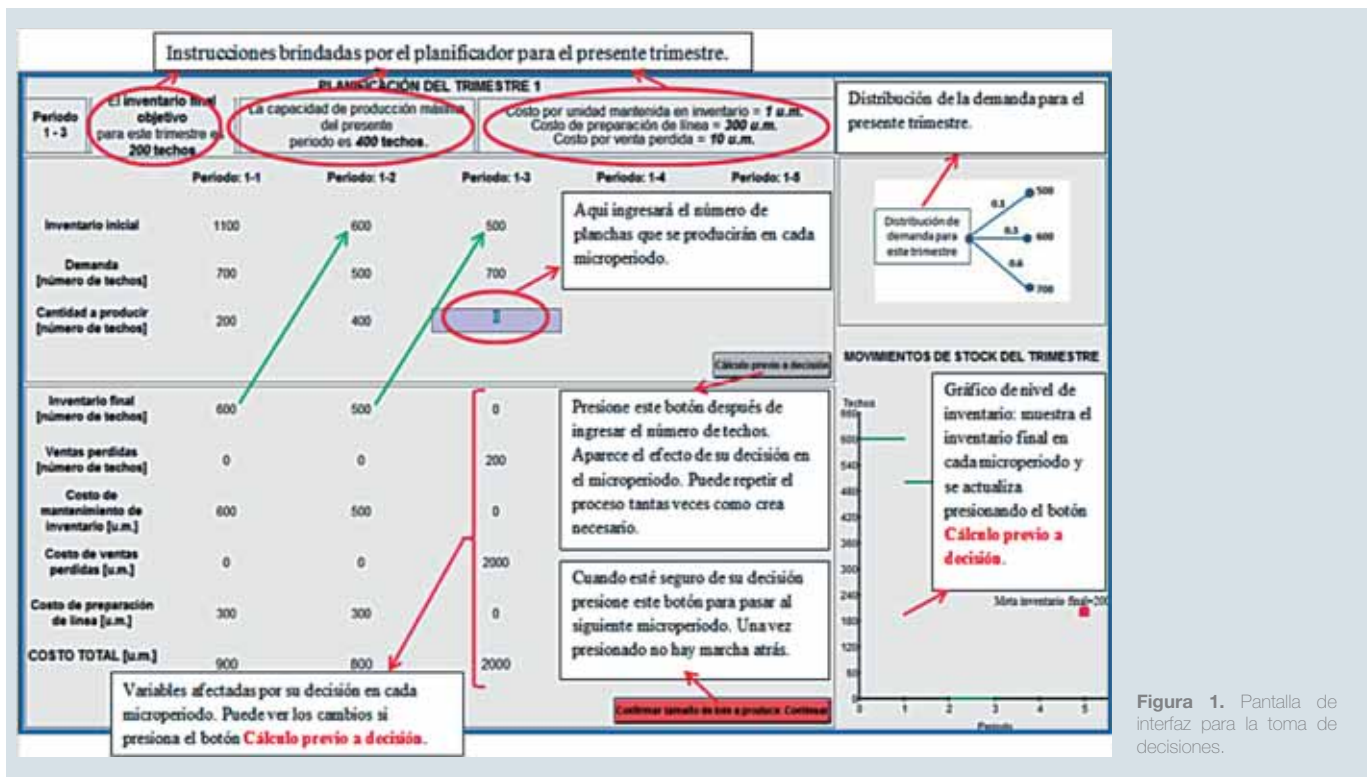 Instrucciones brindadas por el planificador para el presente trimestre.
PLANIFICACIÓN DEL TRIMESTRE 1
Periodo
1 - 3
El inventario final
objetivo
para este trimestre es
200 techos
La capacidad de producción máxima
del presente
periodo es 400 techos.
Costo por unidad mantenida en inventario = 1 u.m.
Costo de preparación de línea = 300 u.m.
Costo por venta perdida = 10 u.m.
Distribución de la demanda para el
presente trimestre.
Periodo: 1-1 Periodo: 1-2 Periodo: 1-3 Periodo: 1-4 Periodo: 1-5
Inventario inicial 1100 600 500
Demanda
[número de techos] 700 500 700
Cantidad a producir
[número de techos] 200 400
Aquí ingresará el número de
planchas que se producirán en cada
microperiodo.
Cálculo previo a decisión
Distribución de
demanda para
este trimestre
0.1 500
0.3 600
0.6 700
Inventario final
[número de techos] 600 500 0
Ventas perdidas
[número de techos] 0 0 200
Costo de
mantenimiento de
inventario [u.m.] 600 500 0
Costo de ventas
perdidas [u.m.] 0 0 2000
Costo de preparación
de línea [u.m.] 300 300 0
COSTO TOTAL [u.m.] 900 800 2000
Presione este botón después de
ingresar el número de techos.
Aparece el efecto de su decisión en
el microperiodo. Puede repetir el
proceso tantas veces como crea
necesario.
Cuando esté seguro de su decisión
presione este botón para pasar al
siguiente microperiodo. Una vez
presionado no hay marcha atrás.
Confirmar tamaño de lote a producir. Continuar
Variables afectadas por su decisión en cada
microperiodo. Puede ver los cambios si
presiona el botón Cálculo previo a decisión.
MOVIMIENTOS DE STOCK DEL TRIMESTRE
Techos
660
600
540
480
420
360
300
240
180
120
60
0
0 1 2 3 4 5
Periodo
Gráfico de nivel de
inventario: muestra el
inventario final en
cada microperiodo y
se actualiza
presionando el botón
Cálculo previo a
decisión.
Meta inventario final=200
Figura 1. Pantalla de
interfaz para la toma de
decisiones.